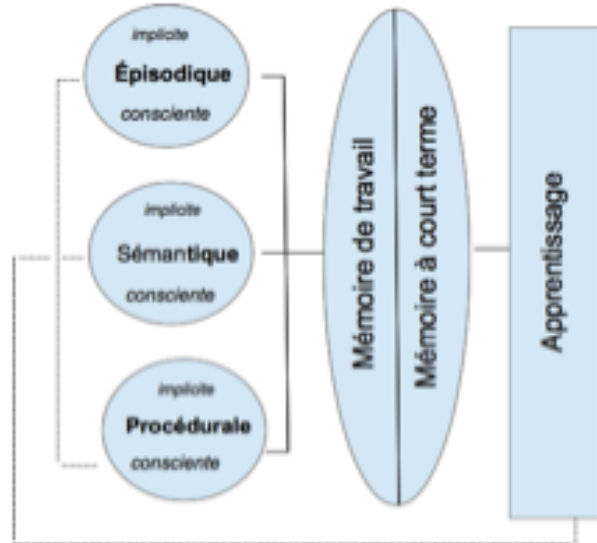 implicite
Épisodique
consciente
implicite
Sémantique
consciente
implicite
Procédurale
consciente
Mémoire de travail
Mémoire à court terme
Apprentissage